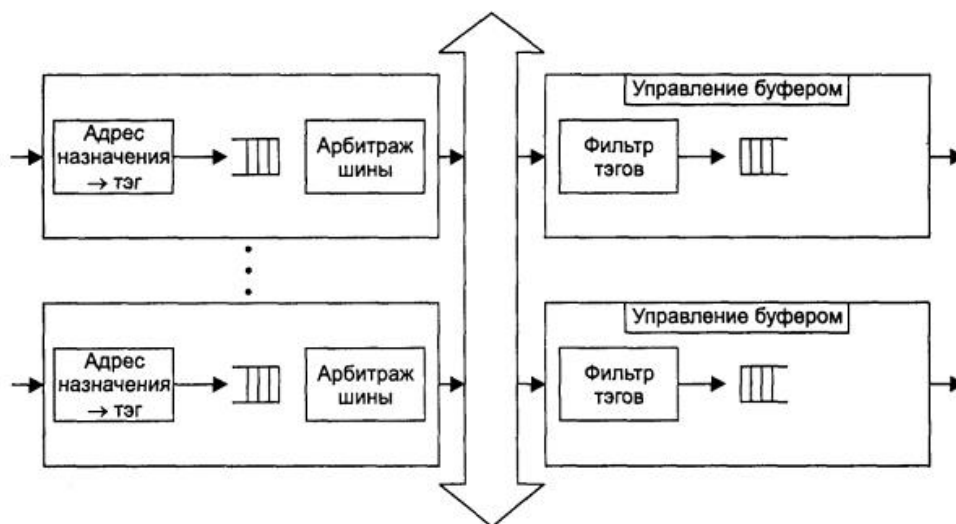 Управление буфером
Адрес
назначения
→ тэг
Арбитраж
шины
Фильтр
тэгов
Управление буфером
Адрес
назначения
→ тэг
Арбитраж
шины
Фильтр
тэгов